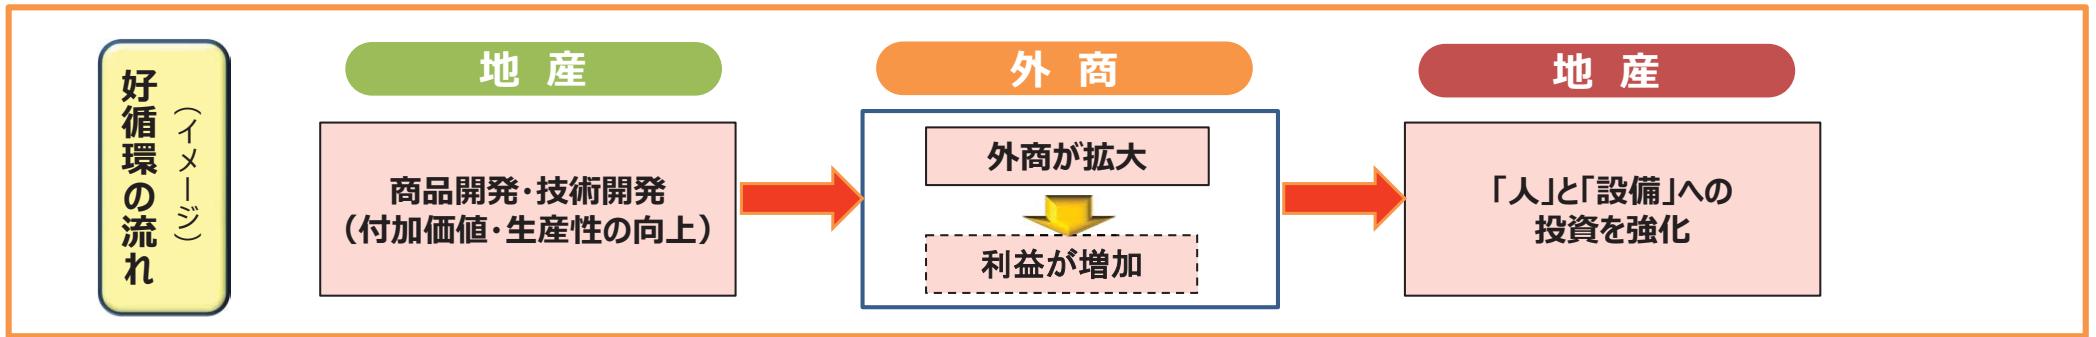 好循環の流れ
（イメージ）
地 産
商品開発・技術開発
（付加価値・生産性の向上）
外 商
外商が拡大
利益が増加
地 産
「人」と「設備」への
投資を強化